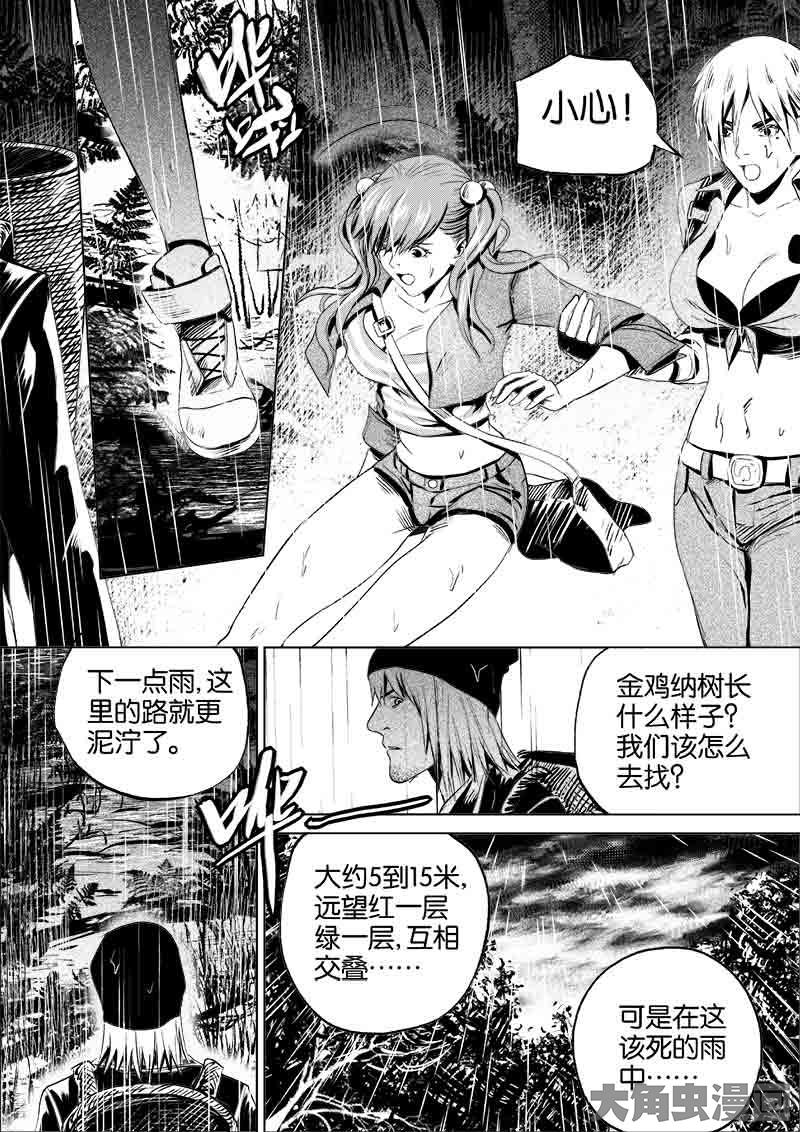 哗
小心!
下一点雨,这
里的路就更
泥泞了。
金鸡纳树长
什么样子?
我们该怎么
去找?
哗
大约5到15米,
远望红一层
绿一层,互相
交叠……
可是在这
该死的雨
中……
大角虫漫画